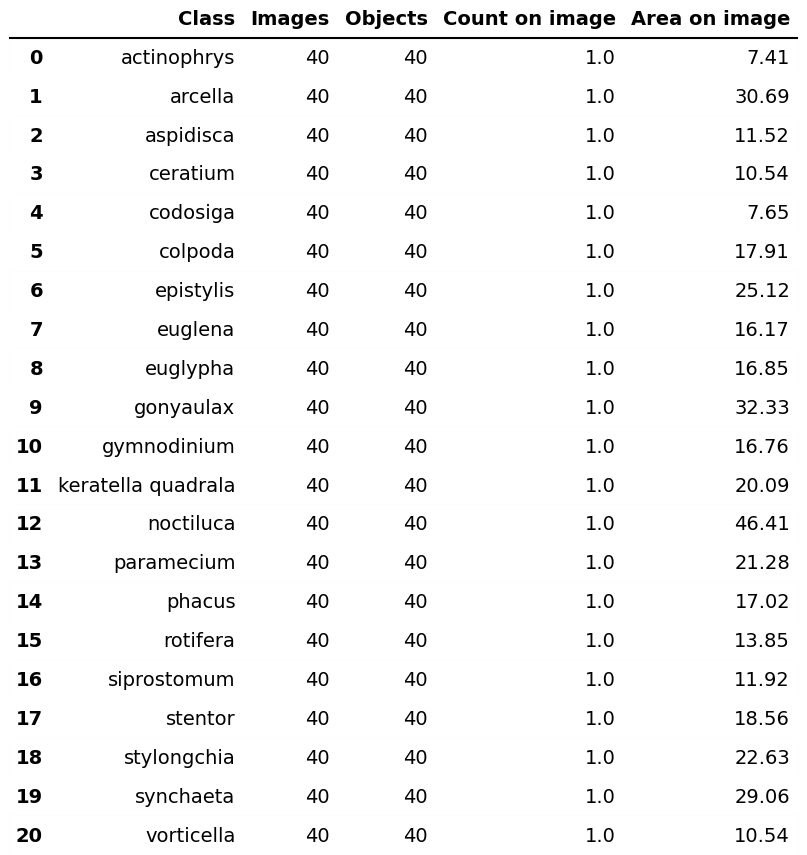 Class Images Objects Count on image Area on image
0 actinophrys 40 40 1.0 7.41
1 arcella 40 40 1.0 30.69
2 aspidisca 40 40 1.0 11.52
3 ceratium 40 40 1.0 10.54
4 codosiga 40 40 1.0 7.65
5 colpoda 40 40 1.0 17.91
6 epistylis 40 40 1.0 25.12
7 euglena 40 40 1.0 16.17
8 euglypha 40 40 1.0 16.85
9 gonyaulax 40 40 1.0 32.33
10 gymnodinium 40 40 1.0 16.76
11 keratella quadrala 40 40 1.0 20.09
12 noctiluca 40 40 1.0 46.41
13 paramecium 40 40 1.0 21.28
14 phacus 40 40 1.0 17.02
15 rotifera 40 40 1.0 13.85
16 siprostomum 40 40 1.0 11.92
17 stentor 40 40 1.0 18.56
18 stylongchia 40 40 1.0 22.63
19 synchaeta 40 40 1.0 29.06
20 vorticella 40 40 1.0 10.54